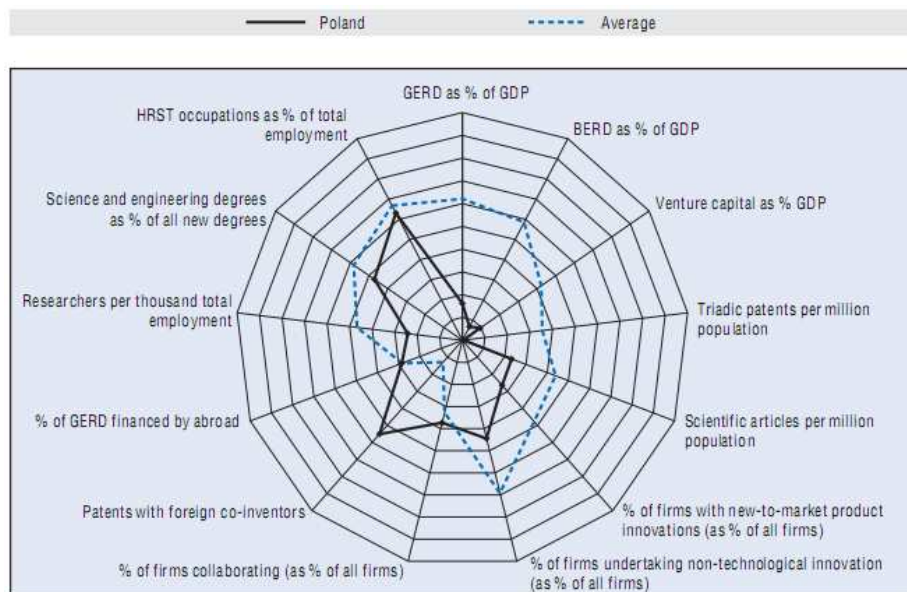 Poland
Average
GERD as % of GDP
HRST occupations as % of total
employment
BERD as % of GDP
Science and engineering degrees
as % of all new degrees
Venture capital as % GDP
Researchers per thousand total
employment
Triadic patents per million
population
% of GERD financed by abroad
Scientific articles per million
population
Patents with foreign co-inventors
% of firms with new-to-market product
innovations (as % of all firms)
% of firms collaborating (as % of all firms)
% of firms undertaking non-technological innovation
(as % of all firms)